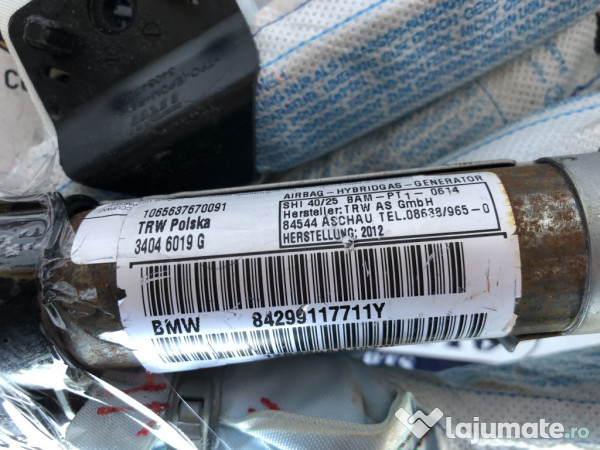 1065637670091
TRW Polska
3404 6019 G
AIRBAG-HYBRIDGAS-GENERATOR
SHI 40/25 BAM-PT1-0614
Hersteller:TRW AS GmbH
84544 ASCHAU TEL.08638/965-0
HERSTELLUNG: 2012
BMW 84299117711Y
lajumate.ro